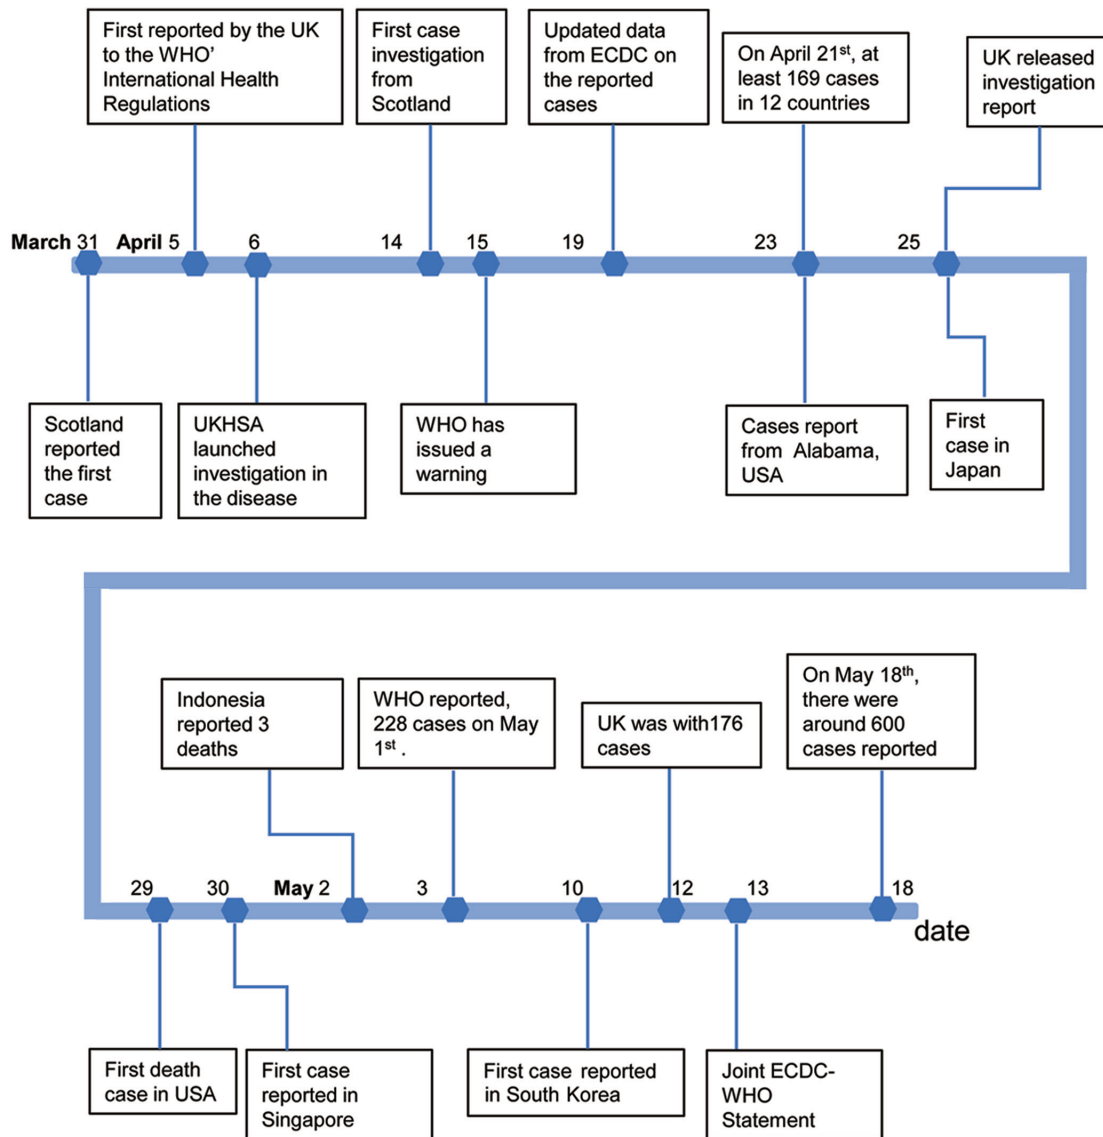 First reported by the UK
to the WHO'
International Health
Regulations
First case
investigation
from
Scotland
Updated data
from ECDC on
the reported
cases
On April 21st, at
least 169 cases
in 12 countries
UK released
investigation
report
March 31 April 5 6 14 15 19 23 25
Scotland
reported
the first
case
UKHSA
launched
investigation in
the disease
WHO has
issued a
warning
Cases report
from Alabama,
USA
First
case in
Japan
Indonesia
reported 3
deaths
WHO reported,
228 cases on May
1st .
UK was with176
cases
On May 18th,
there were
around 600
cases reported
29 30 May 2 3 10 12 13 18
date
First death
case in USA
First case
reported in
Singapore
First case reported
in South Korea
Joint ECDC-
WHO
Statement